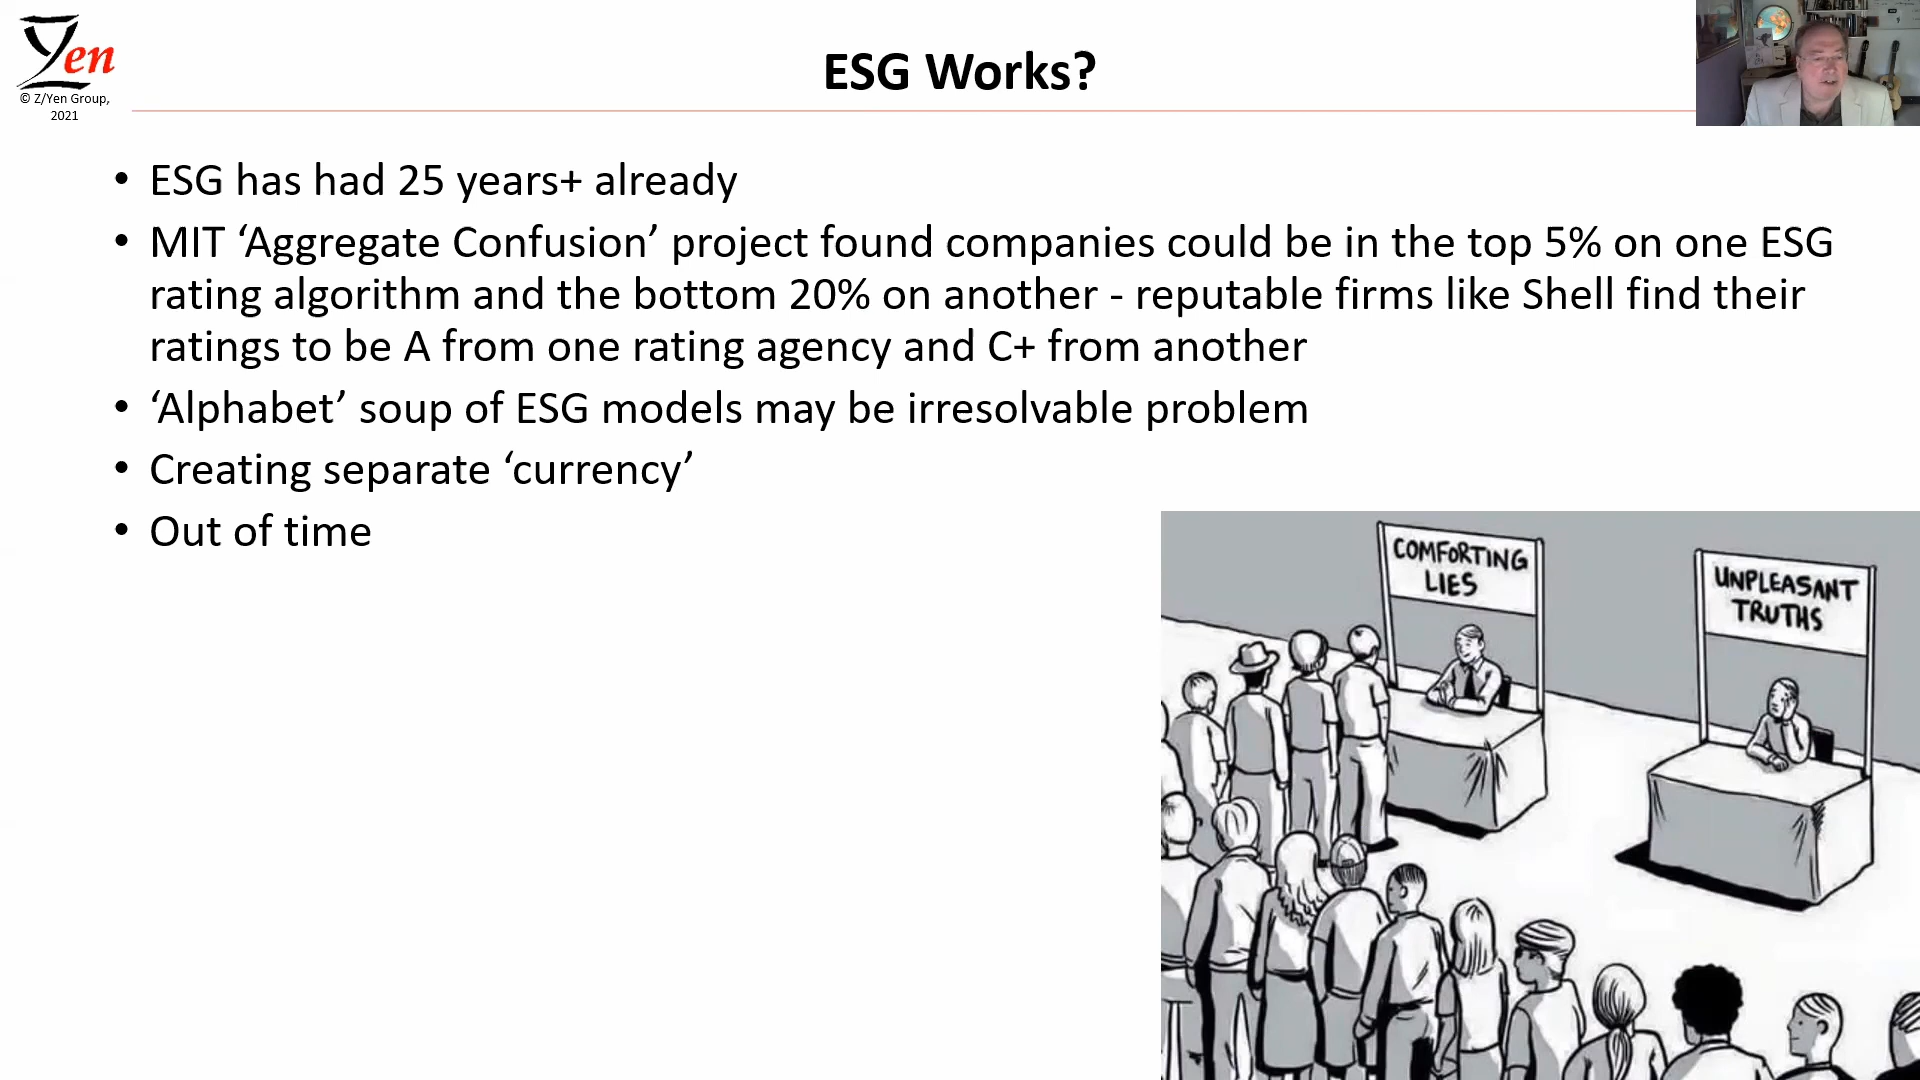 Yen
© Z/Yen Group,
2021
ESG Works?
• ESG has had 25 years+ already
• MIT ‘Aggregate Confusion’ project found companies could be in the top 5% on one ESG
rating algorithm and the bottom 20% on another - reputable firms like Shell find their
ratings to be A from one rating agency and C+ from another
• ‘Alphabet’ soup of ESG models may be irresolvable problem
• Creating separate ‘currency’
• Out of time
COMFORTING
LIES
UNPLEASANT
TRUTHS